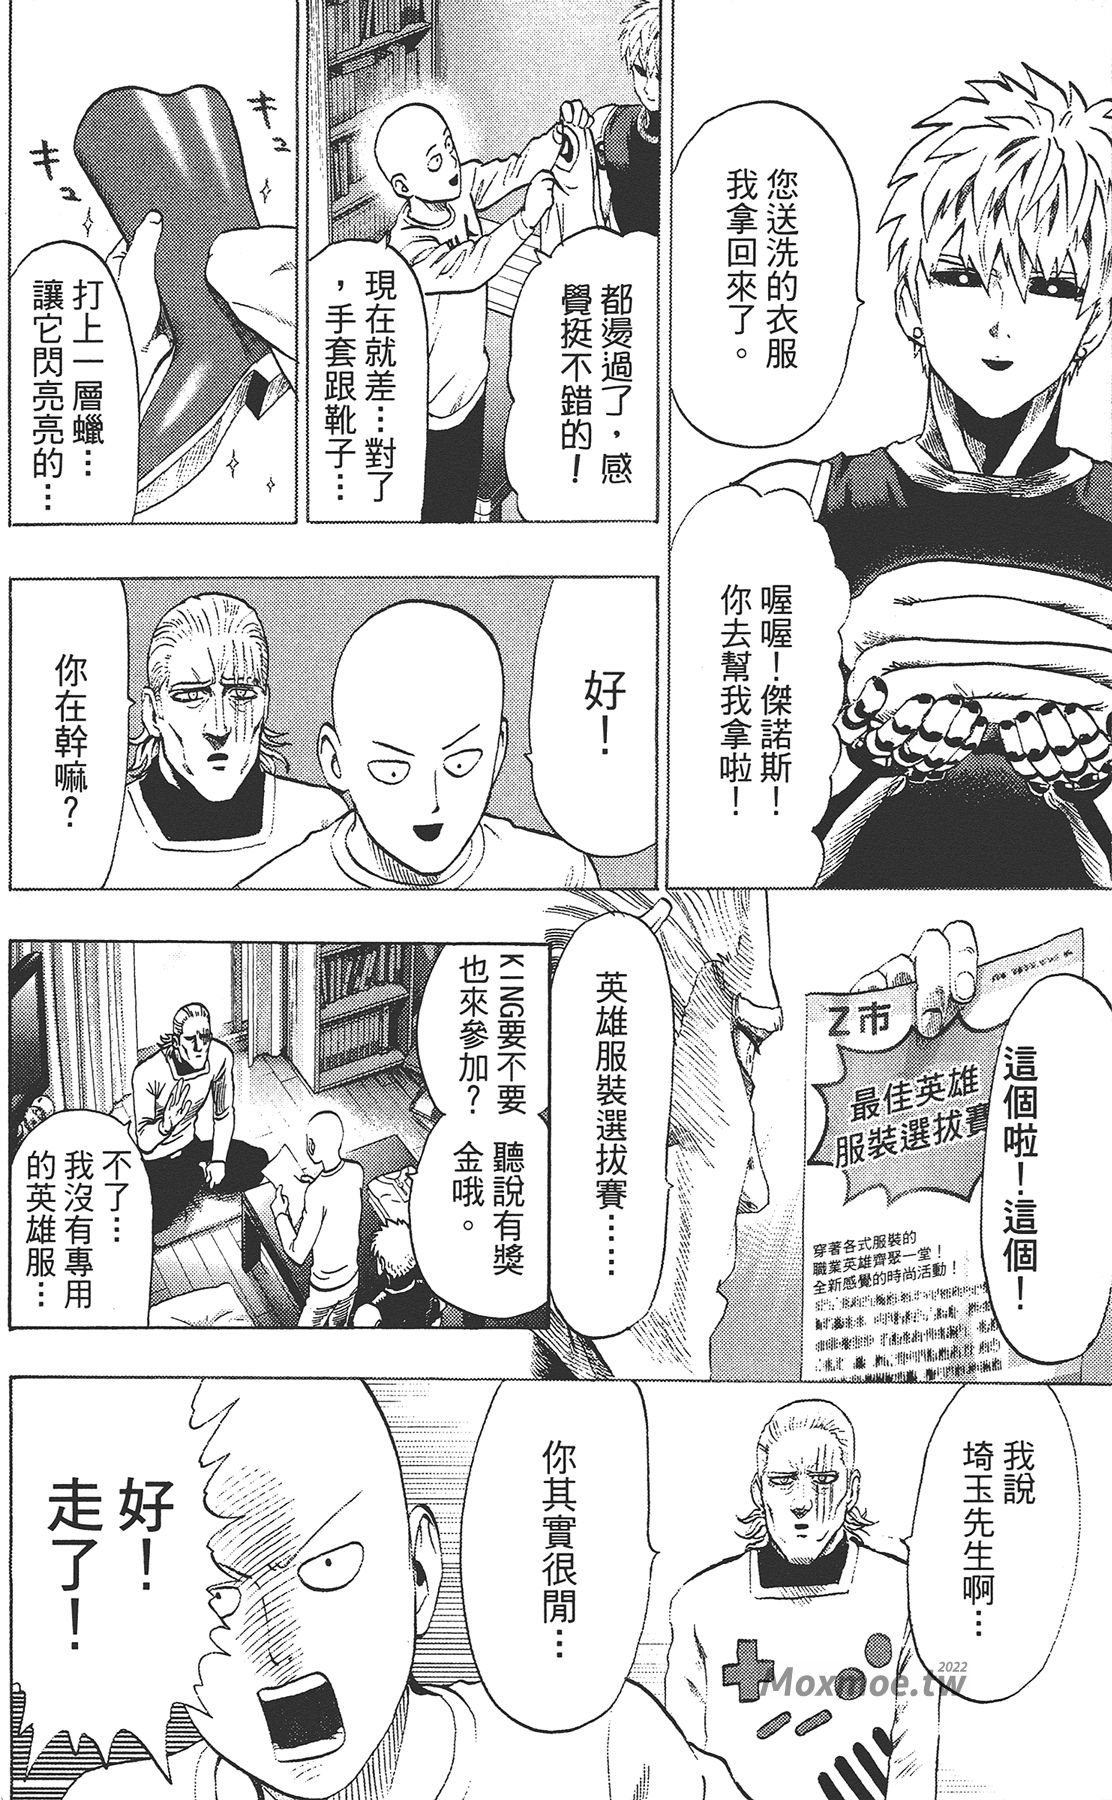 您送洗的衣服
我拿回來了。
喔喔！傑諾斯！
你去幫我拿啦！
都燙過了，感
覺挺不錯的！
現在就差…對了
，手套跟靴子…
キュ
キュ
打上一層蠟…
讓它閃亮亮的…
好！
你在幹嘛？
這個啦！這個！
Z市
最佳英雄
服裝選拔賽
穿著各式服裝的
職業英雄齊聚一堂！
全新感覺的時尚活動！
英雄服裝選拔賽……
KING要不要
也來參加？
聽說有獎
金哦。
不了…
我沒有專用
的英雄服…
我說
埼玉先生啊…
你其實很閒…
好！
走了！
2022
Moxmoe.tw